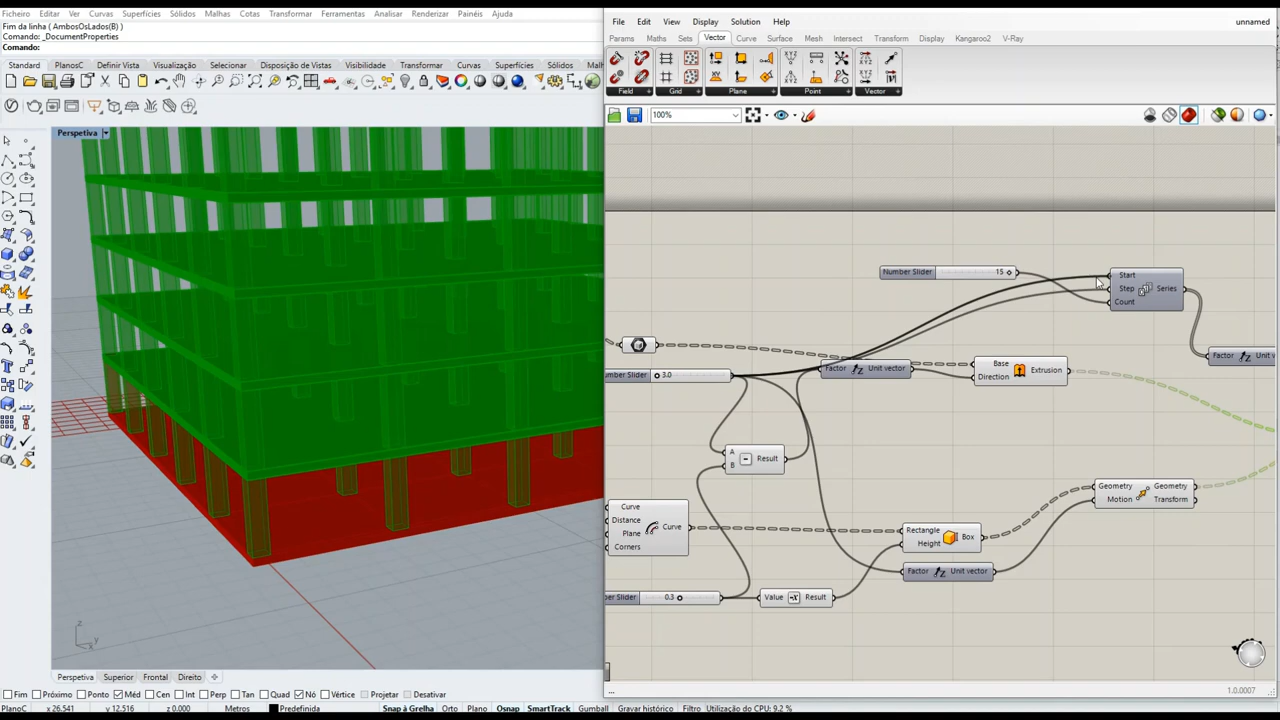 Fim da linha ( AmbosOsLados(B) )
Comando: _DocumentProperties
Comando:
Ficheiro Editar Ver Curvas Superfícies Sólidos Malhas Cotas Transformar Ferramentas Analisar Renderizar Painéis Ajuda
Standard PlanosC Definir Vista Visualização Selecionar Disposição de Vistas Visibilidade Transformar Curvas Superfícies Sólidos
Perspetiva
z
y
Perspetiva Superior Frontal Direito
Fim Próximo Ponto Méd Cen Int Perp Tan Quad Nó Vértice Projetar Desativar
PlanoC x 26.541 y 12.516 z 0.000 Metros Predefinida Snap à Grelha Orto Plano Osnap SmartTrack Gumball Gravar histórico Filtro Utilização do CPU: 9.2 %
File Edit View Display Solution Help unnamed
Params Maths Sets Vector Curve Surface Mesh Intersect Transform Display Kangaroo2 V-Ray
Field Grid Plane Point Vector
100%
Number Slider 15
Start
Step
Count
Series
Factor
Number Slider 3.0
Factor Unit vector
Base
Direction
Extrusion
A
B
Result
Curve
Distance
Plane
Corners
Curve
Geometry
Motion
Geometry
Transform
Rectangle
Height
Box
Factor Unit vector
Slider 0.3
Value Result
1.0.0007